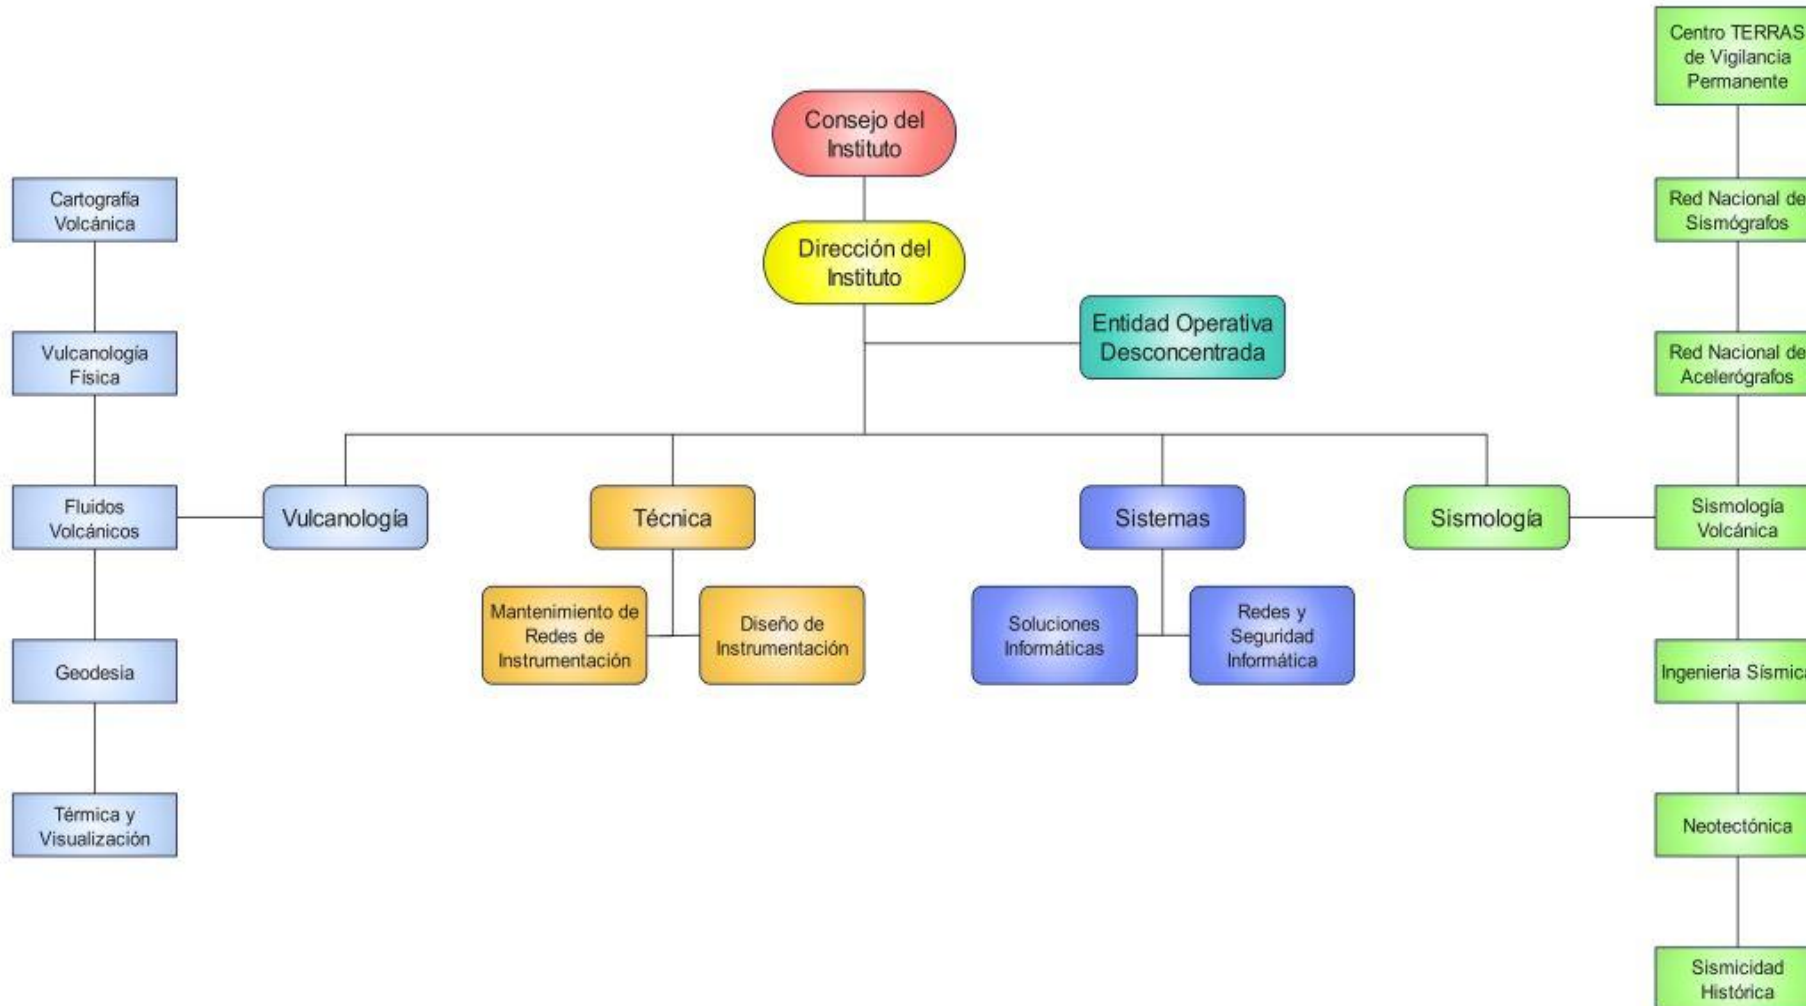 Centro TERRAS
de Vigilancia
Permanente
Consejo del
Instituto
Cartografía
Volcánica
Red Nacional de
Sismógrafos
Dirección del
Instituto
Entidad Operativa
Desconcentrada
Vulcanología
Física
Red Nacional de
Acelerógrafos
Fluidos
Volcánicos
Vulcanología
Técnica
Sistemas
Sismología
Sismología
Volcánica
Mantenimiento de
Redes de
Instrumentación
Diseño de
Instrumentación
Soluciones
Informáticas
Redes y
Seguridad
Informática
Geodesia
Ingeniería Sísmica
Térmica y
Visualización
Neotectónica
Sismicidad
Histórica